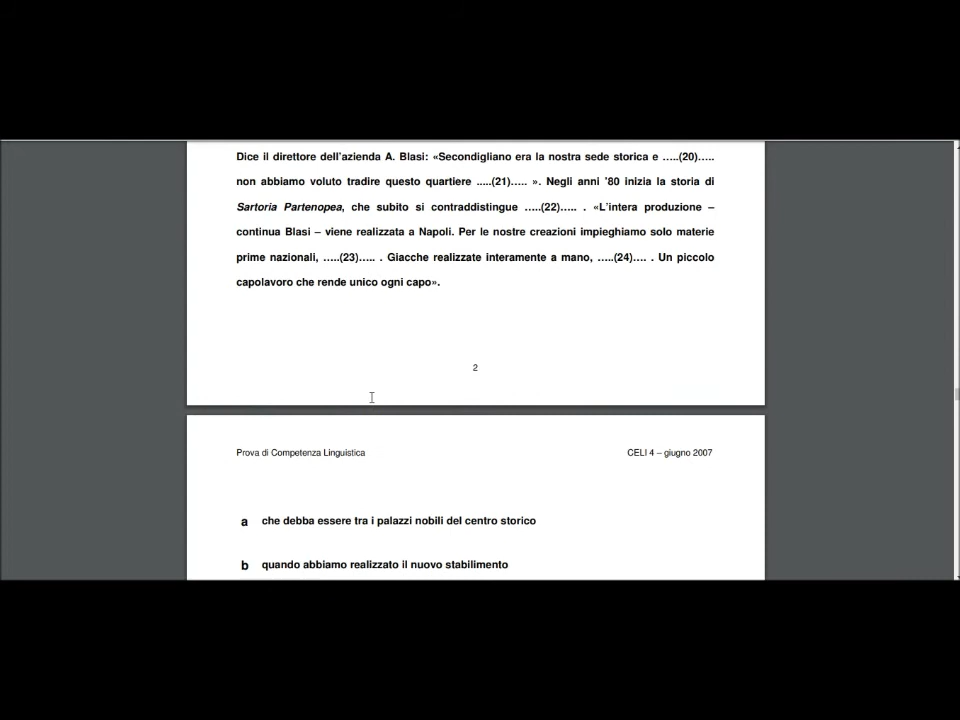 Dice il direttore dell'azienda A. Blasi: «Secondigliano era la nostra sede storica e …..(20)…..
non abbiamo voluto tradire questo quartiere .....(21)….. ». Negli anni '80 inizia la storia di
Sartoria Partenopea, che subito si contraddistingue …..(22)….. . «L'intera produzione –
continua Blasi – viene realizzata a Napoli. Per le nostre creazioni impieghiamo solo materie
prime nazionali, …..(23)….. . Giacche realizzate interamente a mano, …..(24)…. . Un piccolo
capolavoro che rende unico ogni capo».
2
Prova di Competenza Linguistica CELI 4 – giugno 2007
a che debba essere tra i palazzi nobili del centro storico
b quando abbiamo realizzato il nuovo stabilimento